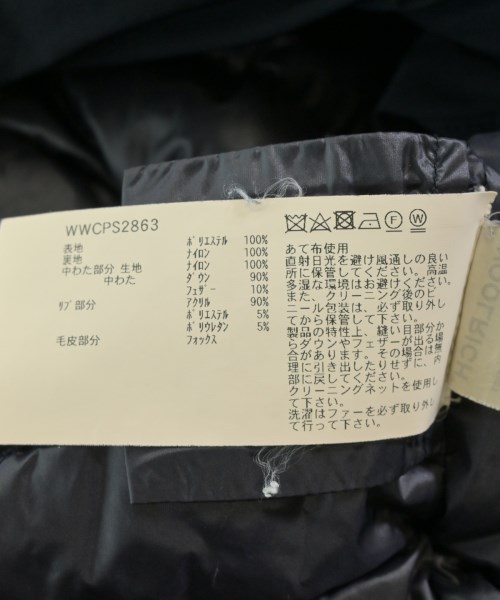 WWCPS2863
表地 ポリエステル 100%
裏地 ナイロン 100%
中わた部分 生地 ナイロン 100%
中わた ダウン 90%
フェザー 10%
リブ部分 アクリル 90%
ポリエステル 5%
ポリウレタン 5%
毛皮部分 フォックス
F W
あて布使用
直射日光を避け風通しの良い
所に保管してください。高温
多湿な環境はお避けください。
また、クリーニング後のビ
ニール包装は、必ず取り外し
てから保管して下さい。
製品の特性上、縫い目部分か
らダウンやフェザーが出る場
合があります。その場合は無
理に引き出したりせずに、内
部に戻してください。
クリーニングネットを使用し
て下さい。
洗濯はファーを必ず取り外し
て行って下さい。
OOLRICH